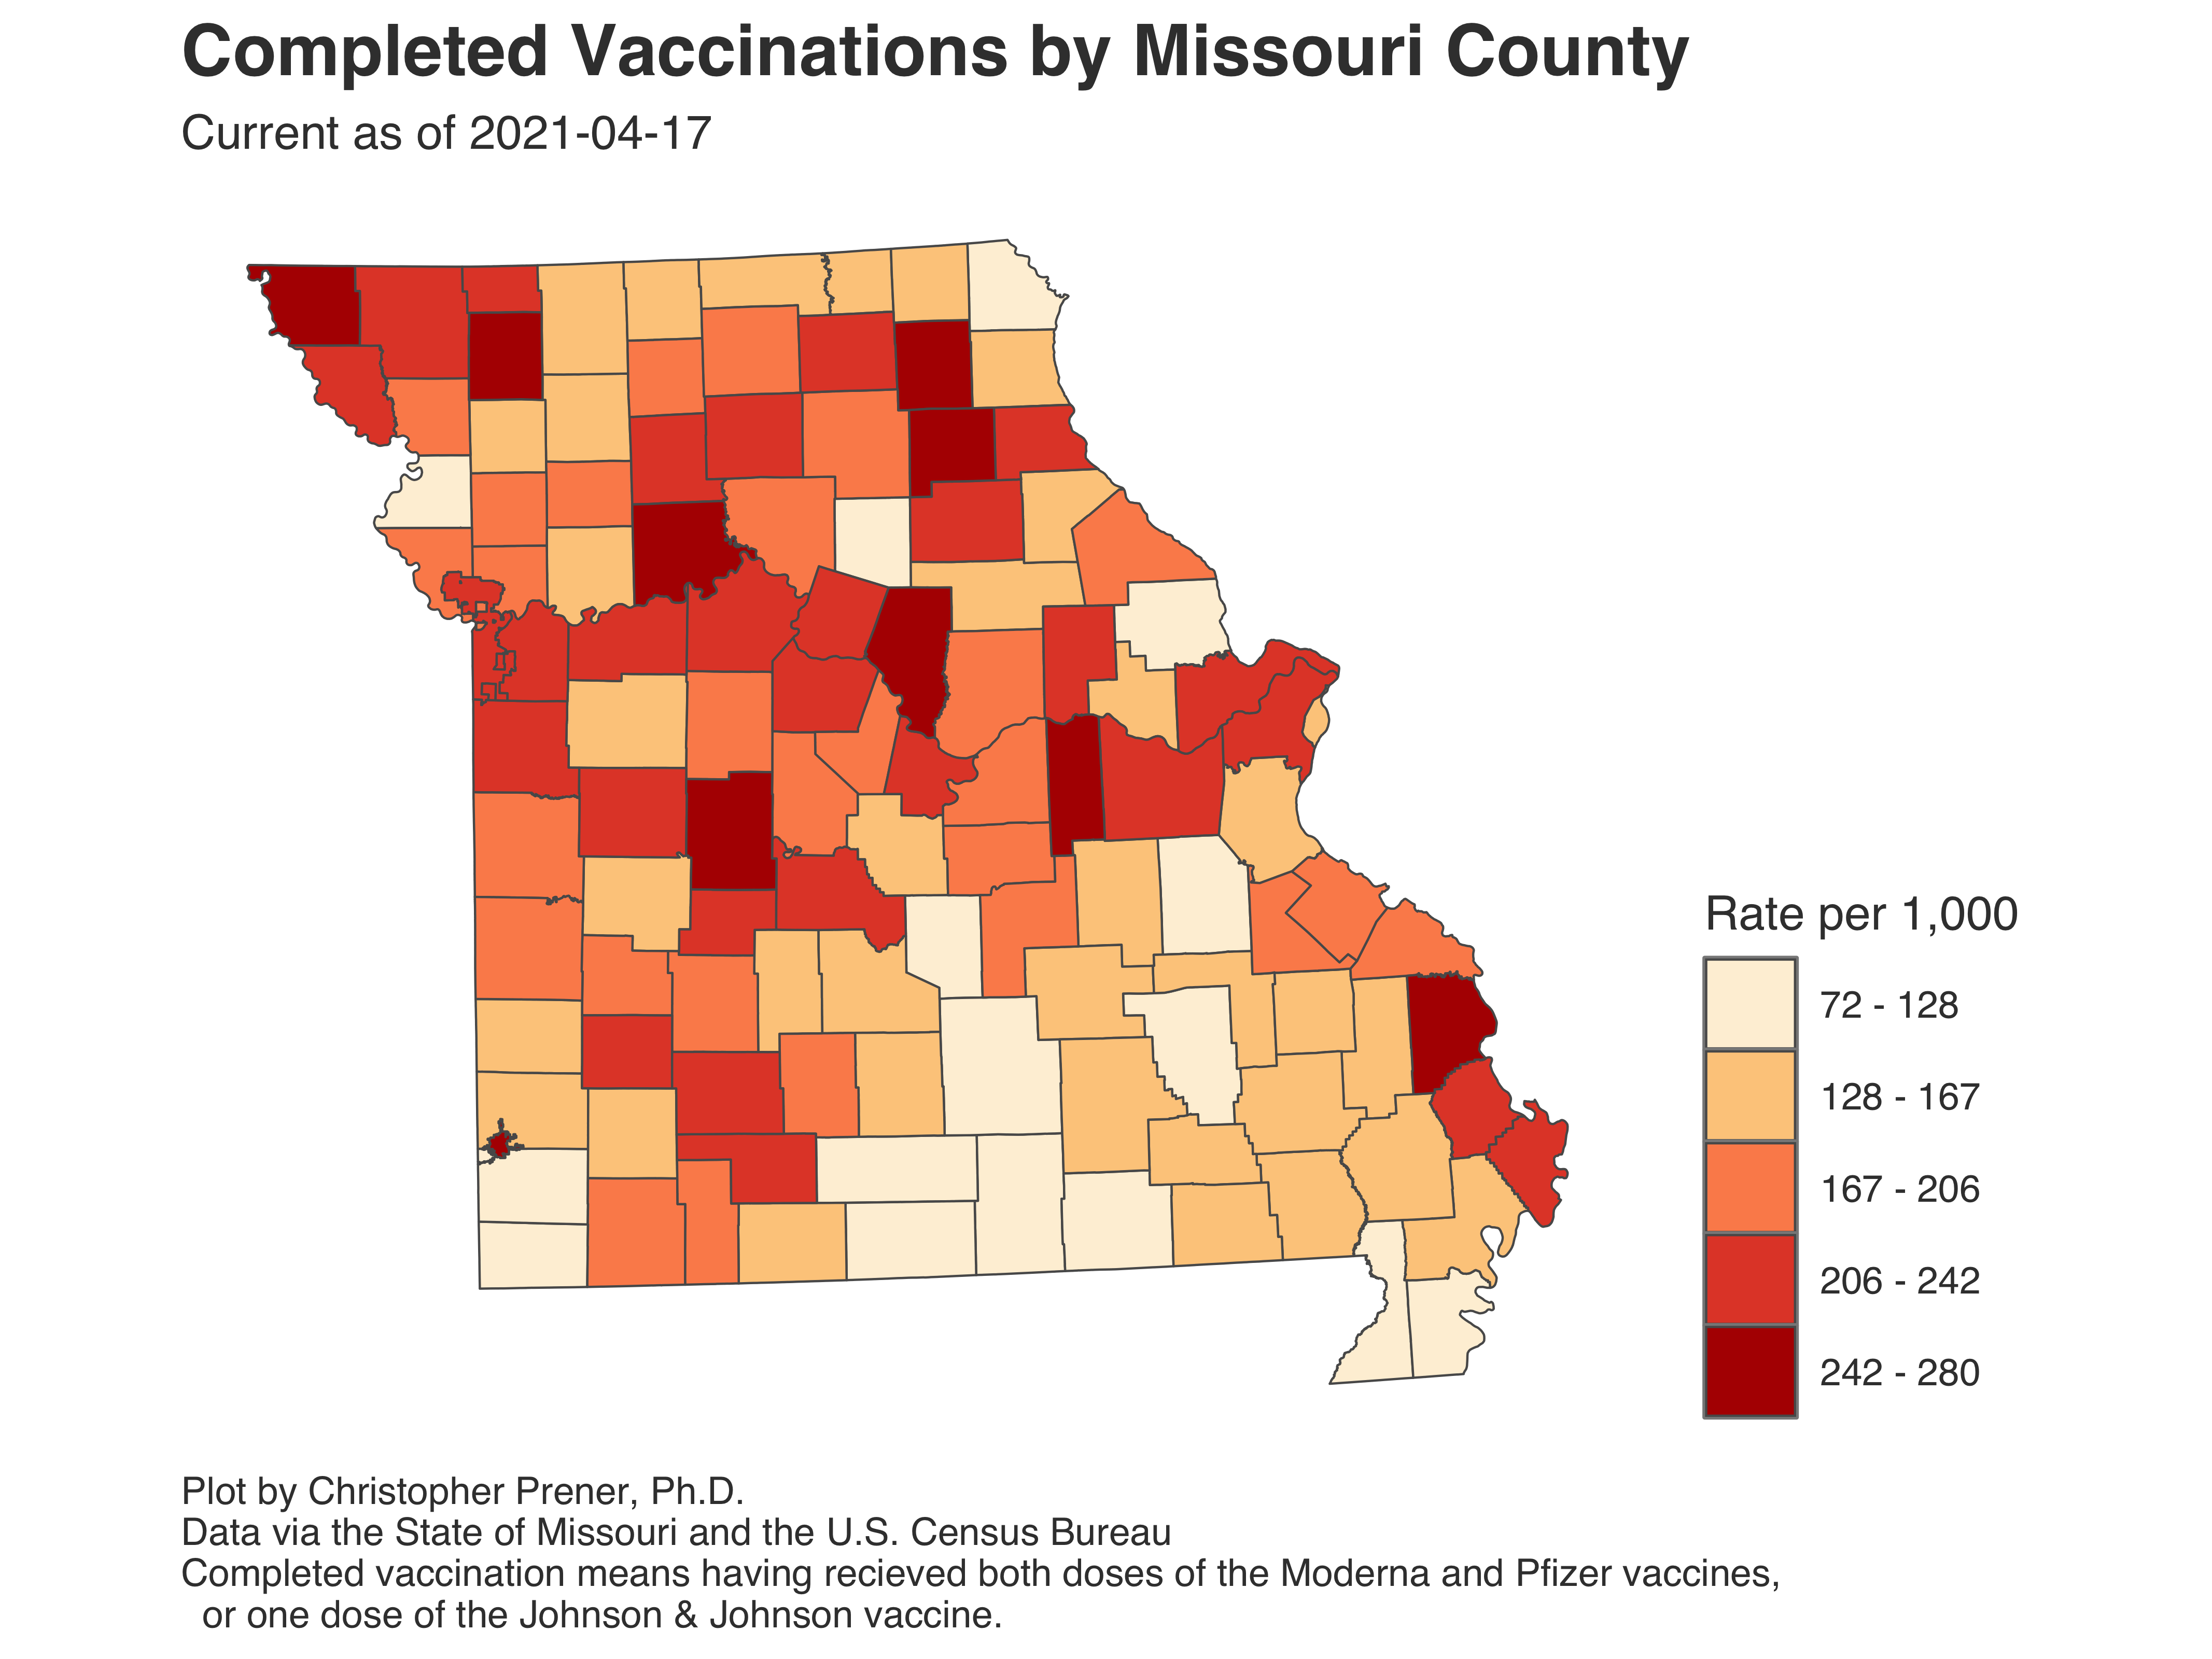 Completed Vaccinations by Missouri County
Current as of 2021-04-17
Rate per 1,000
72 - 128
128 - 167
167 - 206
206 - 242
242 - 280
Plot by Christopher Prener, Ph.D.
Data via the State of Missouri and the U.S. Census Bureau
Completed vaccination means having recieved both doses of the Moderna and Pfizer vaccines,
or one dose of the Johnson & Johnson vaccine.